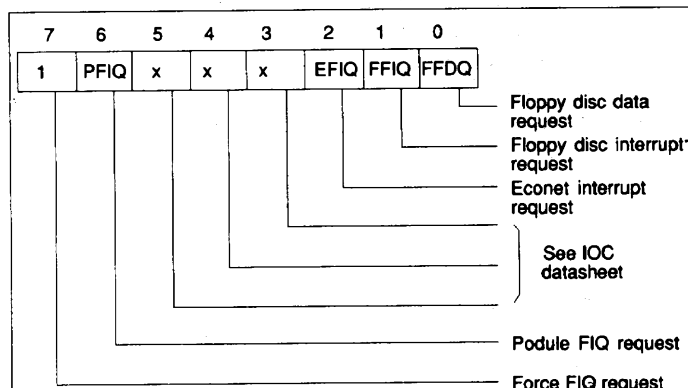 7 6 5 4 3 2 1 0
1 PFIQ x x x EFIQ FFIQ FFDQ
Floppy disc data
request
Floppy disc interrupt
request
Econet interrupt
request
See IOC
datasheet
Podule FIQ request
Force FIQ request